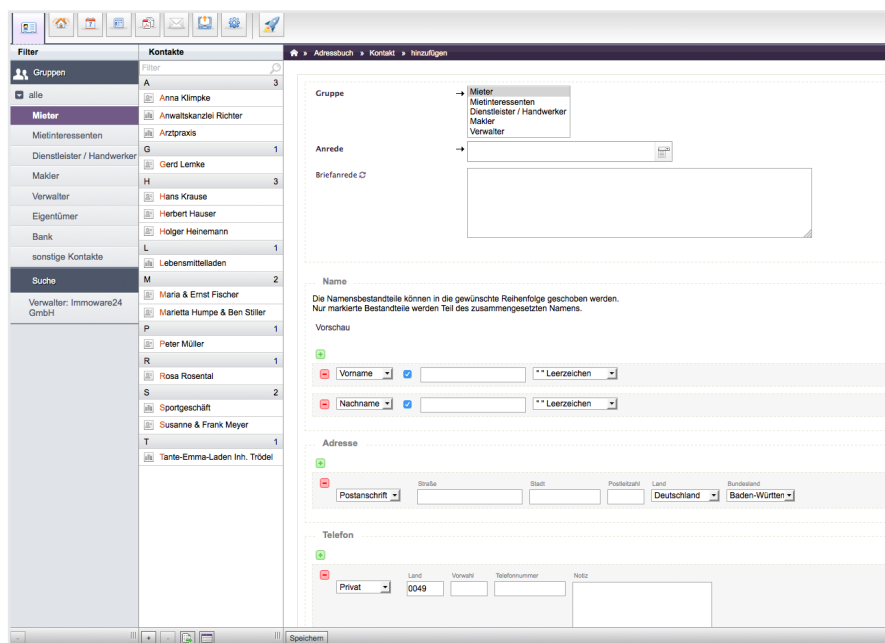 7
Filter
Kontakte
» Adressbuch » Kontakt » hinzufügen
Gruppen
alle
Mieter
Mietinteressenten
Dienstleister / Handwerker
Makler
Verwalter
Eigentümer
Bank
sonstige Kontakte
Suche
Verwalter: Immoware24
GmbH
Filter
A 3
Anna Klimpke
Anwaltskanzlei Richter
Arztpraxis
G 1
Gerd Lemke
H 3
Hans Krause
Herbert Hauser
Holger Heinemann
L 1
Lebensmittelladen
M 2
Maria & Ernst Fischer
Marietta Humpe & Ben Stiller
P 1
Peter Müller
R 1
Rosa Rosental
S 2
Sportgeschäft
Susanne & Frank Meyer
T 1
Tante-Emma-Laden Inh. Trödel
Gruppe
Mieter
Mietinteressenten
Dienstleister / Handwerker
Makler
Verwalter
Anrede
Briefanrede
Name
Die Namensbestandteile können in die gewünschte Reihenfolge geschoben werden.
Nur markierte Bestandteile werden Teil des zusammengesetzten Namens.
Vorschau
Vorname " " Leerzeichen
Nachname " " Leerzeichen
Adresse
Straße Stadt Postleitzahl Land Bundesland
Postanschrift Deutschland Baden-Württen
Telefon
Land Vorwahl Telefonnummer Notiz
Privat 0049
Speichern